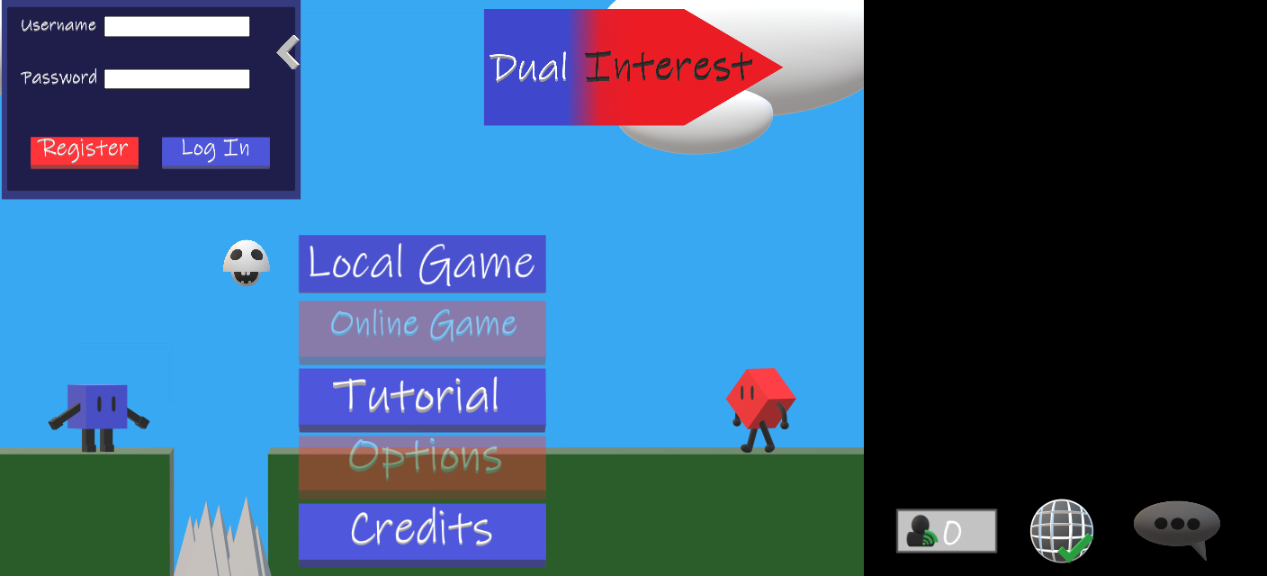 Username
Password
Register
Log In
Dual Interest
Local Game
Online Game
Tutorial
Options
Credits
0